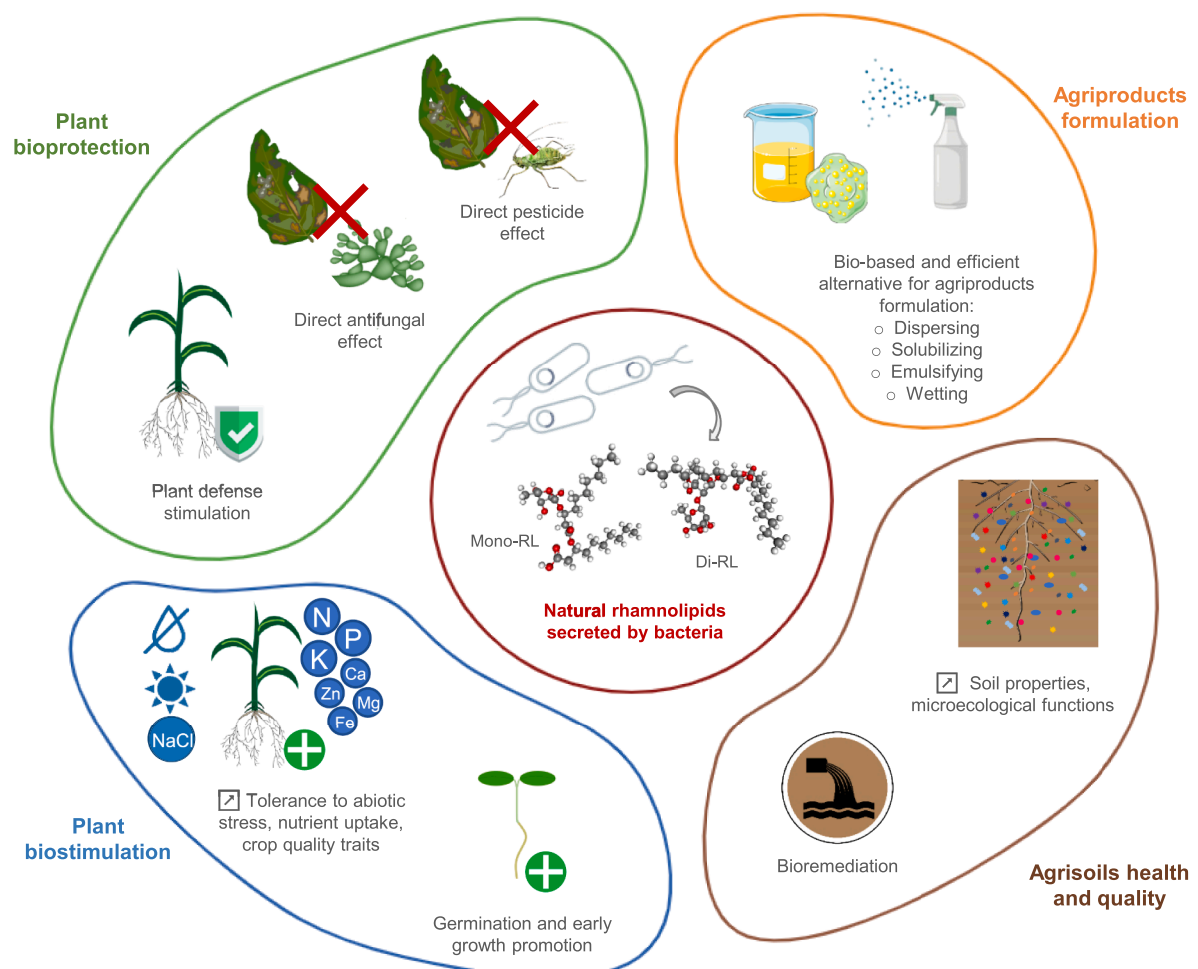 Plant
bioprotection
Direct pesticide
effect
Direct antifungal
effect
Plant defense
stimulation
Agriproducts
formulation
Bio-based and efficient
alternative for agriproducts
formulation:
○ Dispersing
○ Solubilizing
○ Emulsifying
○ Wetting
Mono-RL
Di-RL
Natural rhamnolipids
secreted by bacteria
N
P
K
Ca
Zn
Mg
Fe
NaCl
↗ Tolerance to abiotic
stress, nutrient uptake,
crop quality traits
Plant
biostimulation
Germination and early
growth promotion
↗ Soil properties,
microecological functions
Bioremediation
Agrisoils health
and quality